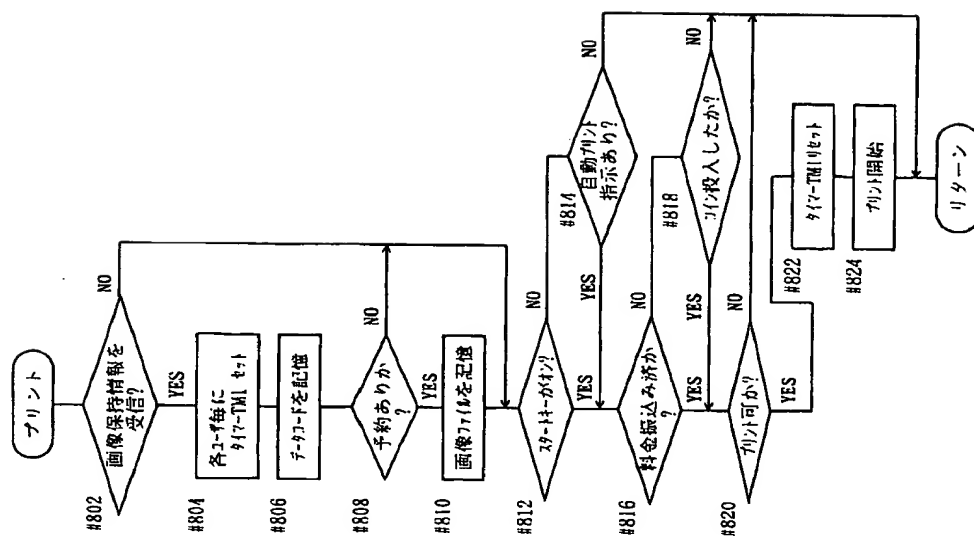 プリント
#802
画像保持情報を
受信?
NO
YES
#804
各ユーザ毎に
タイマーTM1 セット
#806
データコードを記憶
#808
予約ありか
?
NO
YES
#810
画像ファイルを記憶
#812
スタートキーがオン?
NO
YES
#814
自動プリント
指示あり?
NO
YES
#816
料金振込み済か
?
NO
YES
#818
コイン投入したか?
NO
YES
#820
プリント可か?
NO
YES
#822
タイマーTM1リセット
#824
プリント開始
リターン